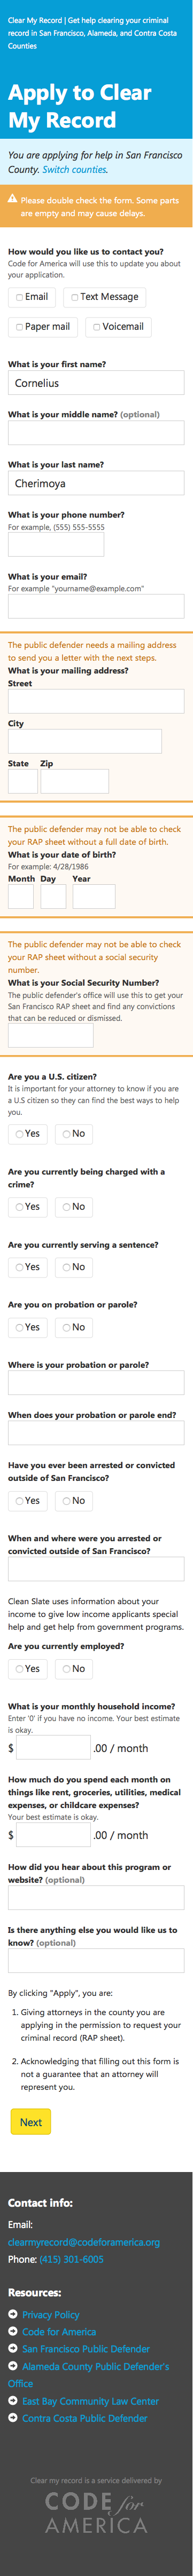 Clear My Record | Get help clearing your criminal
record in San Francisco, Alameda, and Contra Costa
Counties
Apply to Clear
My Record
You are applying for help in San Francisco
County. Switch counties.
Please double check the form. Some parts
are empty and may cause delays.
How would you like us to contact you?
Code for America will use this to update you about
your application.
Email
Text Message
Paper mail
Voicemail
What is your first name?
Cornelius
What is your middle name? (optional)
What is your last name?
Cherimoya
What is your phone number?
For example, (555) 555-5555
What is your email?
For example "yourname@example.com"
The public defender needs a mailing address
to send you a letter with the next steps.
What is your mailing address?
Street
City
State Zip
The public defender may not be able to check
your RAP sheet without a full date of birth.
What is your date of birth?
For example: 4/28/1986
Month Day Year
The public defender may not be able to check
your RAP sheet without a social security
number.
What is your Social Security Number?
The public defender's office will use this to get your
San Francisco RAP sheet and find any convictions
that can be reduced or dismissed.
Are you a U.S. citizen?
It is important for your attorney to know if you are
a U.S citizen so they can find the best ways to help
you.
Yes No
Are you currently being charged with a
crime?
Yes No
Are you currently serving a sentence?
Yes No
Are you on probation or parole?
Yes No
Where is your probation or parole?
When does your probation or parole end?
Have you ever been arrested or convicted
outside of San Francisco?
Yes No
When and where were you arrested or
convicted outside of San Francisco?
Clean Slate uses information about your
income to give low income applicants special
help and get help from government programs.
Are you currently employed?
Yes No
What is your monthly household income?
Enter '0' if you have no income. Your best estimate
is okay.
$ .00 / month
How much do you spend each month on
things like rent, groceries, utilities, medical
expenses, or childcare expenses?
Your best estimate is okay.
$ .00 / month
How did you hear about this program or
website? (optional)
Is there anything else you would like us to
know? (optional)
By clicking "Apply", you are:
1. Giving attorneys in the county you are
applying in the permission to request your
criminal record (RAP sheet).
2. Acknowledging that filling out this form is
not a guarantee that an attorney will
represent you.
Next
Contact info:
Email:
clearmyrecord@codeforamerica.org
Phone: (415) 301-6005
Resources:
Privacy Policy
Code for America
San Francisco Public Defender
Alameda County Public Defender's
Office
East Bay Community Law Center
Contra Costa Public Defender
Clear my record is a service delivered by
CODE for
AMERICA